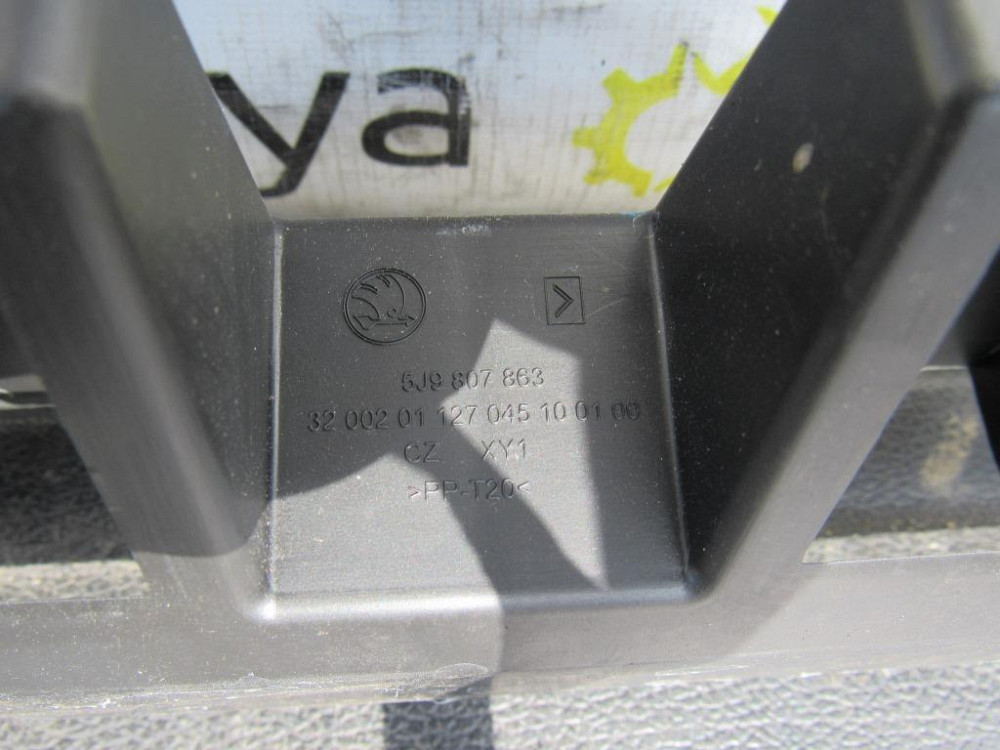 ya
5J9 807 863
32 002 01 127 045 10 01 00
CZ XY1
>PP-T20<